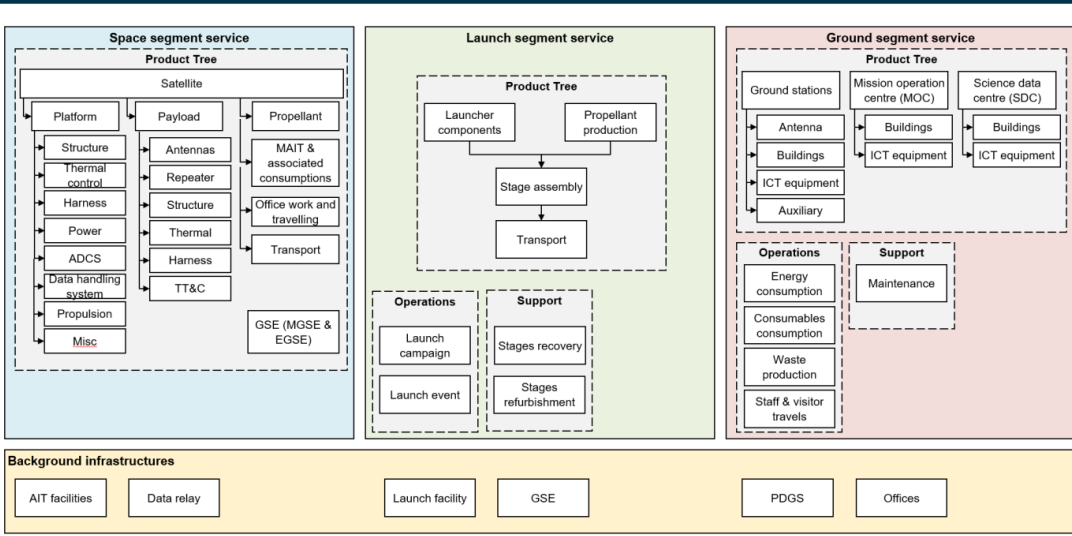 Space segment service
Product Tree
Satellite
Platform
Structure
Thermal
control
Harness
Power
ADCS
Data handling
system
Propulsion
Misc
Payload
Antennas
Repeater
Structure
Thermal
Harness
TT&C
Propellant
MAIT &
associated
consumptions
Office work and
travelling
Transport
GSE (MGSE &
EGSE)
Launch segment service
Product Tree
Launcher
components
Propellant
production
Stage assembly
Transport
Operations
Launch
campaign
Launch event
Support
Stages recovery
Stages
refurbishment
Ground segment service
Product Tree
Ground stations
Antenna
Buildings
ICT equipment
Auxiliary
Mission operation
centre (MOC)
Buildings
ICT equipment
Science data
centre (SDC)
Buildings
ICT equipment
Operations
Energy
consumption
Consumables
consumption
Waste
production
Staff & visitor
travels
Support
Maintenance
Background infrastructures
AIT facilities
Data relay
Launch facility
GSE
PDGS
Offices